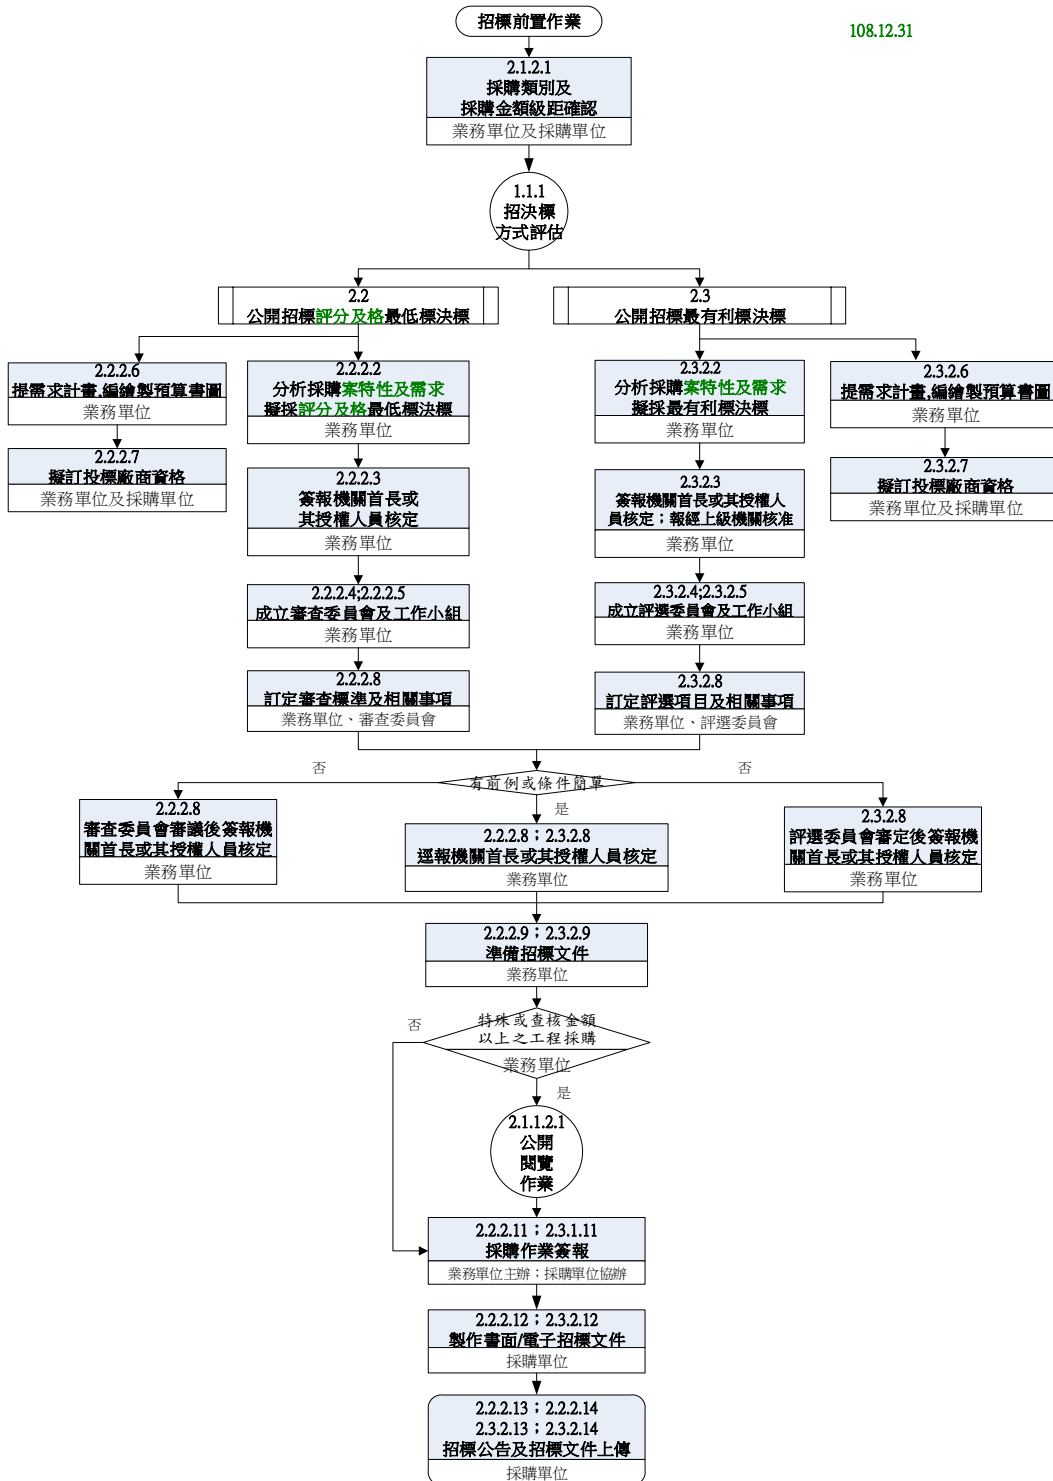 招標前置作業
108.12.31
2.1.2.1
採購類別及
採購金額級距確認
業務單位及採購單位
1.1.1
招決標
方式評估
2.2
公開招標評分及格最低標決標
2.3
公開招標最有利標決標
2.2.2.6
提需求計畫,編繪製預算書圖
業務單位
2.2.2.7
擬訂投標廠商資格
業務單位及採購單位
2.2.2.2
分析採購案特性及需求
擬採評分及格最低標決標
業務單位
2.2.2.3
簽報機關首長或
其授權人員核定
業務單位
2.2.2.4;2.2.2.5
成立審查委員會及工作小組
業務單位
2.2.2.8
訂定審查標準及相關事項
業務單位、審查委員會
2.3.2.2
分析採購案特性及需求
擬採最有利標決標
業務單位
2.3.2.3
簽報機關首長或其授權人
員核定；報經上級機關核准
業務單位
2.3.2.4;2.3.2.5
成立評選委員會及工作小組
業務單位
2.3.2.8
訂定評選項目及相關事項
業務單位、評選委員會
2.3.2.6
提需求計畫,編繪製預算書圖
業務單位
2.3.2.7
擬訂投標廠商資格
業務單位及採購單位
否
有前例或條件簡單
否
是
2.2.2.8
審查委員會審議後簽報機
關首長或其授權人員核定
業務單位
2.2.2.8；2.3.2.8
逕報機關首長或其授權人員核定
業務單位
2.3.2.8
評選委員會審定後簽報機
關首長或其授權人員核定
業務單位
2.2.2.9；2.3.2.9
準備招標文件
業務單位
否
特殊或查核金額
以上之工程採購
業務單位
是
2.1.1.2.1
公開
閱覽
作業
2.2.2.11；2.3.1.11
採購作業簽報
業務單位主辦；採購單位協辦
2.2.2.12；2.3.2.12
製作書面/電子招標文件
採購單位
2.2.2.13；2.2.2.14
2.3.2.13；2.3.2.14
招標公告及招標文件上傳
採購單位